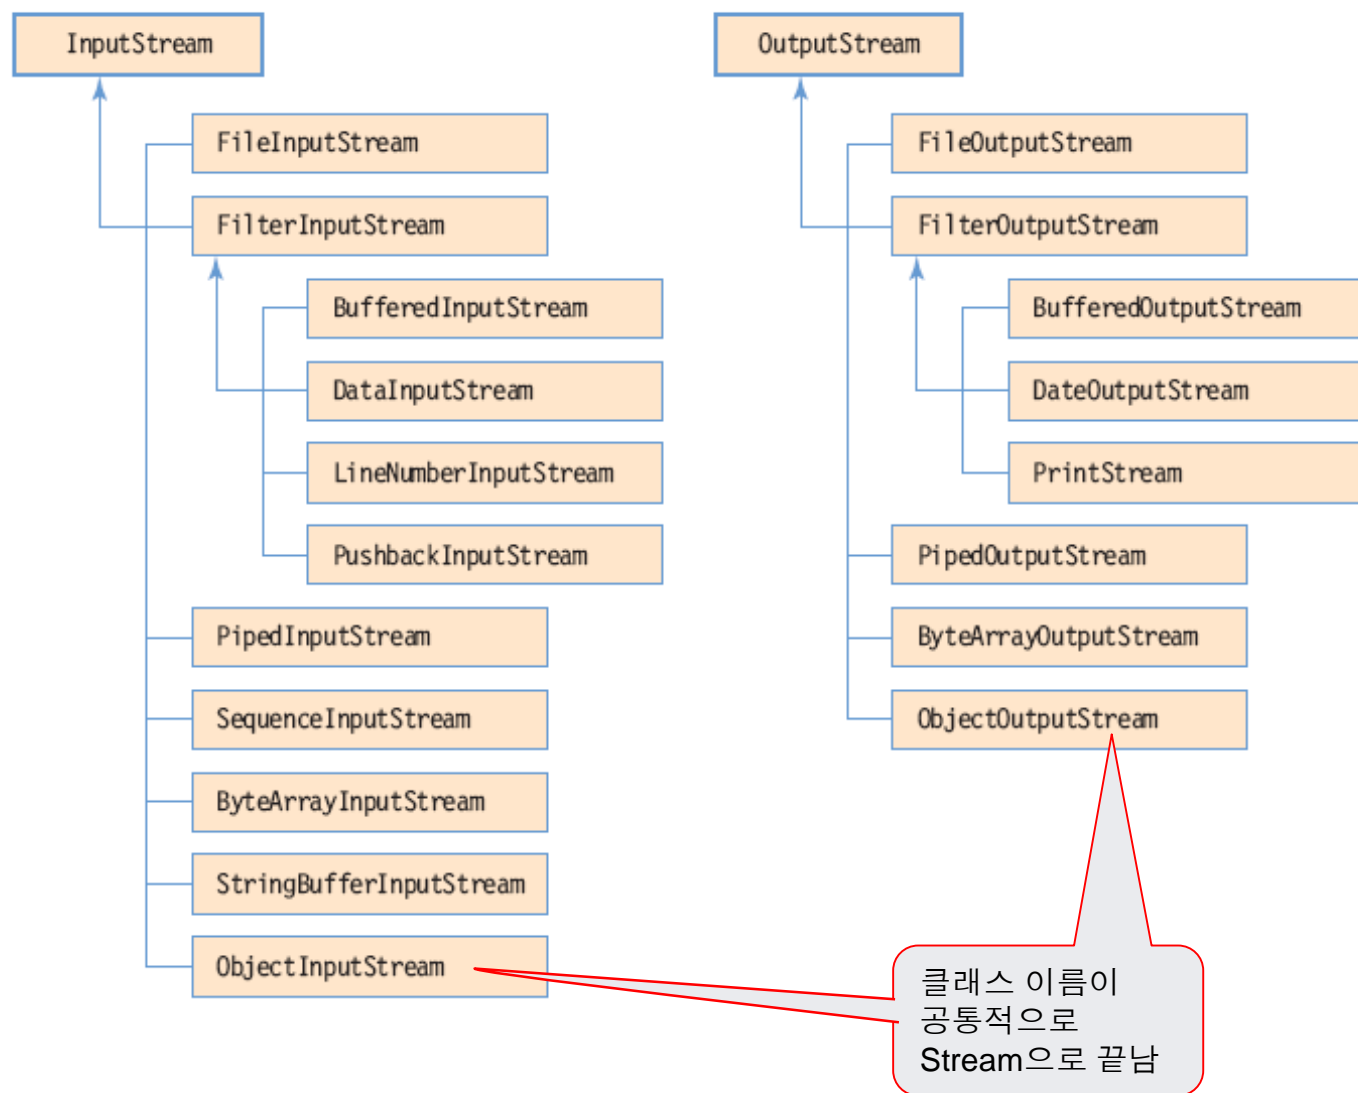 InputStream
FileInputStream
FilterInputStream
BufferedInputStream
DataInputStream
LineNumberInputStream
PushbackInputStream
PipedInputStream
SequenceInputStream
ByteArrayInputStream
StringBufferInputStream
ObjectInputStream
OutputStream
FileOutputStream
FilterOutputStream
BufferedOutputStream
DateOutputStream
PrintStream
PipedOutputStream
ByteArrayOutputStream
ObjectOutputStream
클래스 이름이
공통적으로
Stream으로 끝남